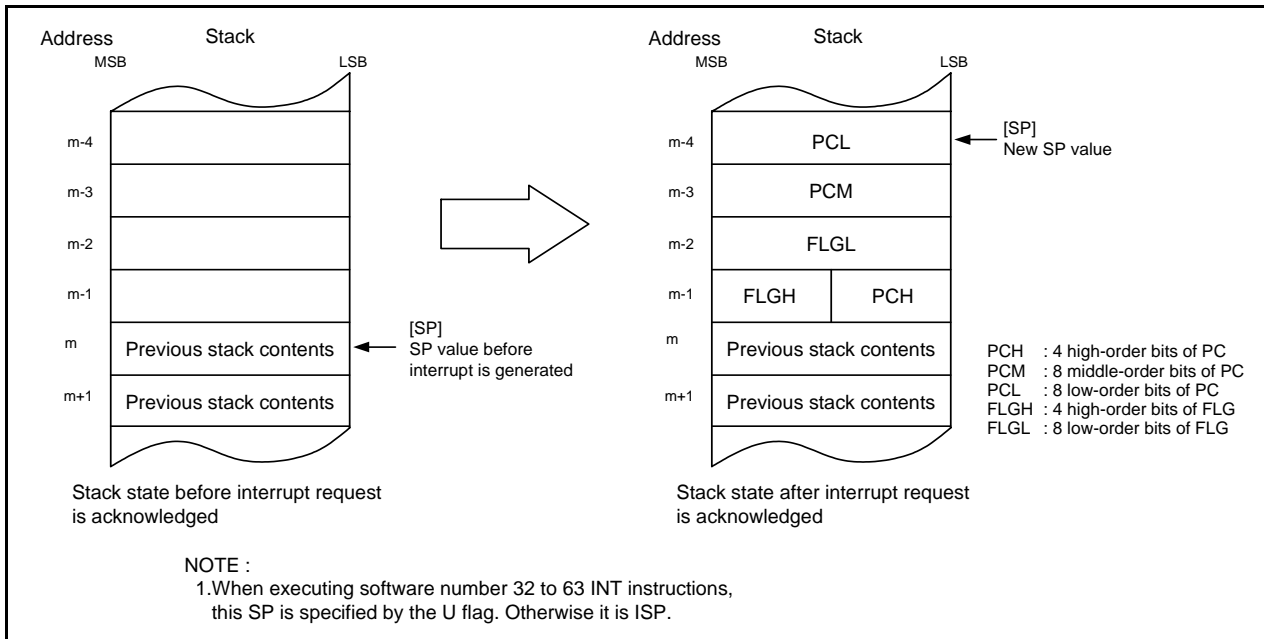 Address Stack
MSB LSB
m-4
m-3
m-2
m-1
m Previous stack contents
m+1 Previous stack contents
[SP]
SP value before
interrupt is generated
Stack state before interrupt request
is acknowledged
Address Stack
MSB LSB
m-4 PCL
m-3 PCM
m-2 FLGL
m-1 FLGH PCH
m Previous stack contents
m+1 Previous stack contents
[SP]
New SP value
PCH : 4 high-order bits of PC
PCM : 8 middle-order bits of PC
PCL : 8 low-order bits of PC
FLGH : 4 high-order bits of FLG
FLGL : 8 low-order bits of FLG
Stack state after interrupt request
is acknowledged
NOTE :
1.When executing software number 32 to 63 INT instructions,
this SP is specified by the U flag. Otherwise it is ISP.